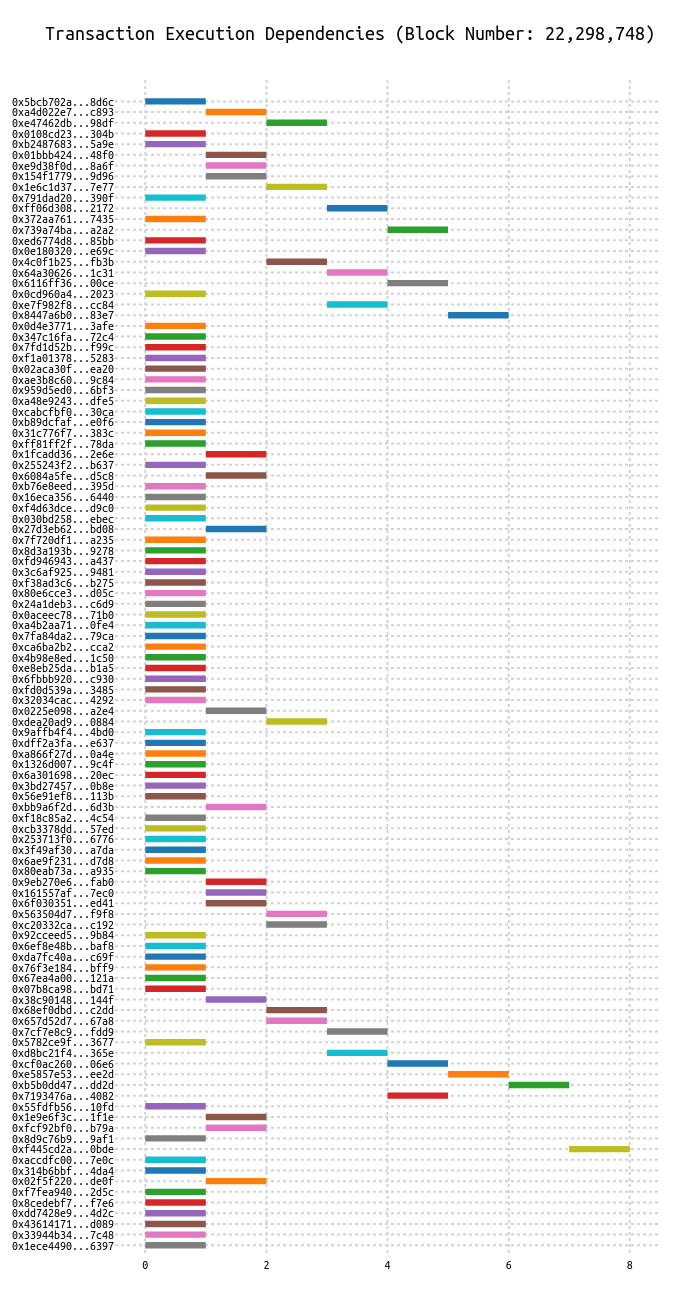 Transaction Execution Dependencies (Block Number: 22,298,748)
0x5bcb702a...8d6c
0xa4d022e7...c893
0xe47462db...98df
0x0108cd23...304b
0xb2487683...5a9e
0x01bbb424...48f0
0xe9d38f0d...8a6f
0x154f1779...9d96
0x1e6c1d37...7e77
0x791dad20...390f
0xff06d308...2172
0x372aa761...7435
0x739a74ba...a2a2
0xed6774d8...85bb
0x0e180320...e69c
0x4c0f1b25...fb3b
0x64a30626...1c31
0x6116ff36...00ce
0x0cd960a4...2023
0xe7f982f8...cc84
0x8447a6b0...83e7
0x0d4e3771...3afe
0x347c16fa...72c4
0x7fd1d52b...f99c
0xf1a01378...5283
0x02aca30f...ea20
0xae3b8c60...9c84
0x959d5ed0...6bf3
0xa48e9243...dfe5
0xcabcfbf0...30ca
0xb89dcfaf...e0f6
0x31c776f7...383c
0xff81ff2f...78da
0x1fcadd36...2e6e
0x255243f2...b637
0x6084a5fe...d5c8
0xb76e8eed...395d
0x16eca356...6440
0xf4d63dce...d9c0
0x030bd258...ebec
0x27d3eb62...bd08
0x7f720df1...a235
0x8d3a193b...9278
0xfd946943...a437
0x3c6af925...9481
0xf38ad3c6...b275
0x80e6cce3...d05c
0x24a1deb3...c6d9
0x0aceec78...71b0
0xa4b2aa71...0fe4
0x7fa84da2...79ca
0xca6ba2b2...cca2
0x4b98e8ed...1c50
0xe8eb25da...b1a5
0x6fbbb920...c930
0xfd0d539a...3485
0x32034cac...4292
0x0225e098...a2e4
0xdea20ad9...0884
0x9affb4f4...4bd0
0xdff2a3fa...e637
0xa866f27d...0a4e
0x1326d007...9c4f
0x6a301698...20ec
0x3bd27457...0b8e
0x56e91ef8...113b
0xbb9a6f2d...6d3b
0xf18c85a2...4c54
0xcb3378dd...57ed
0x253713f0...6776
0x3f49af30...a7da
0x6ae9f231...d7d8
0x80eab73a...a935
0x9eb270e6...fab0
0x161557af...7ec0
0x6f030351...ed41
0x563504d7...f9f8
0xc20332ca...c192
0x92cceed5...9b84
0x6ef8e48b...baf8
0xda7fc40a...c69f
0x76f3e184...bff9
0x67ea4a00...121a
0x07b8ca98...bd71
0x38c90148...144f
0x68ef0dbd...c2dd
0x657d52d7...67a8
0x7cf7e8c9...fdd9
0x5782ce9f...3677
0xd8bc21f4...365e
0xcf0ac260...06e6
0xe5857e53...ee2d
0xb5b0dd47...dd2d
0x7193476a...4082
0x55fdfb56...10fd
0x1e9e6f3c...1f1e
0xfcf92bf0...b79a
0x8d9c76b9...9af1
0xf445cd2a...0bde
0xaccdfc00...7e0c
0x314b6bbf...4da4
0x02f5f220...de0f
0xf7fea940...2d5c
0x8cedebf7...f7e6
0xdd7428e9...4d2c
0x43614171...d089
0x33944b34...7c48
0x1ece4490...6397
0 2 4 6 8